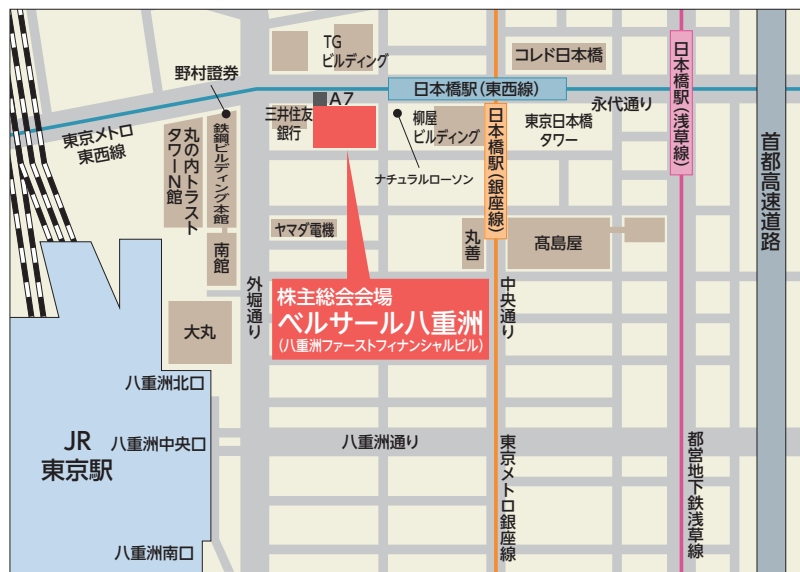 TG
ビルディング
コレド日本橋
野村證券
日本橋駅（東西線）
日本橋駅（浅草線）
A7
永代通り
三井住友
銀行
柳屋
ビルディング
東京日本橋
タワー
日本橋駅（銀座線）
東京メトロ
東西線
丸の内トラスト
タワーN館
鉄鋼ビルディング本館
ナチュラルローソン
首都高速道路
ヤマダ電機
丸善
髙島屋
南館
外堀通り
中央通り
株主総会会場
ベルサール八重洲
（八重洲ファーストフィナンシャルビル）
大丸
八重洲北口
JR
東京駅
八重洲中央口
八重洲通り
東京メトロ銀座線
都営地下鉄浅草線
八重洲南口